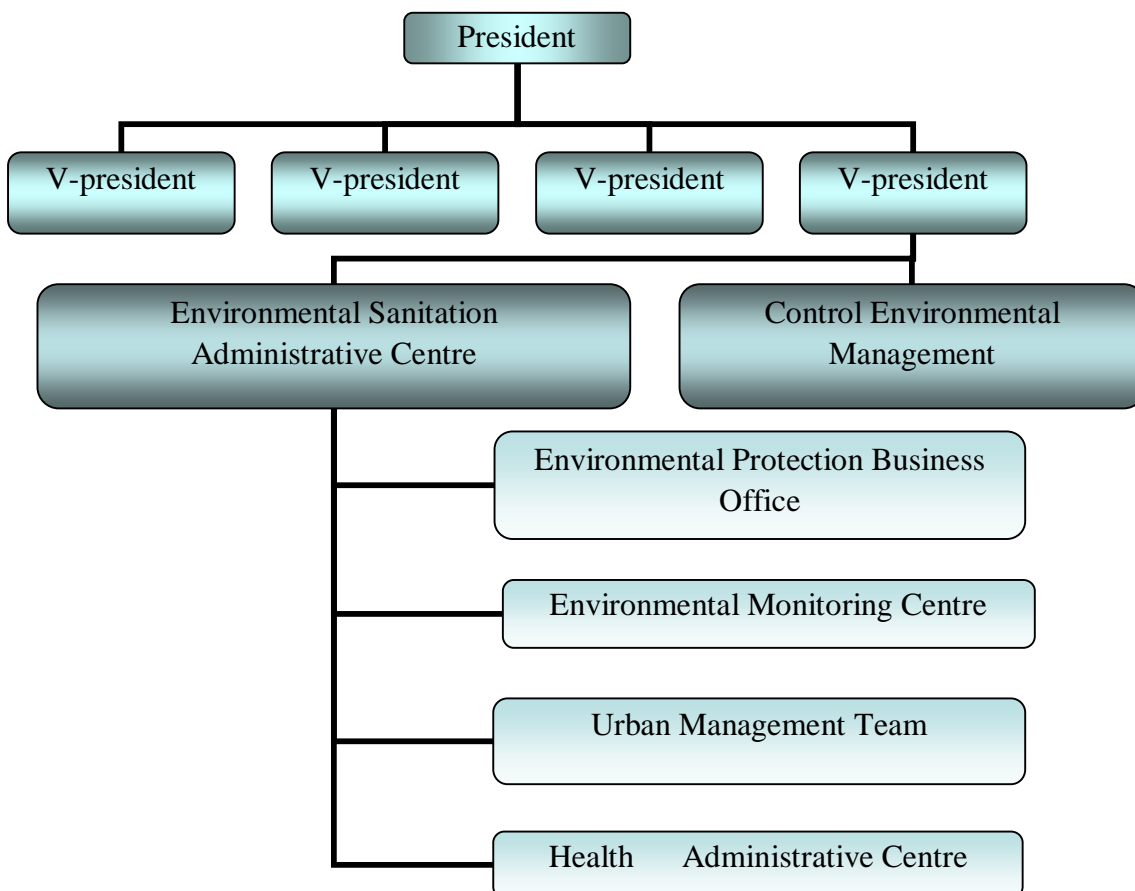 President
V-president
V-president
V-president
V-president
Environmental Sanitation
Administrative Centre
Control Environmental
Management
Environmental Protection Business
Office
Environmental Monitoring Centre
Urban Management Team
Health Administrative Centre